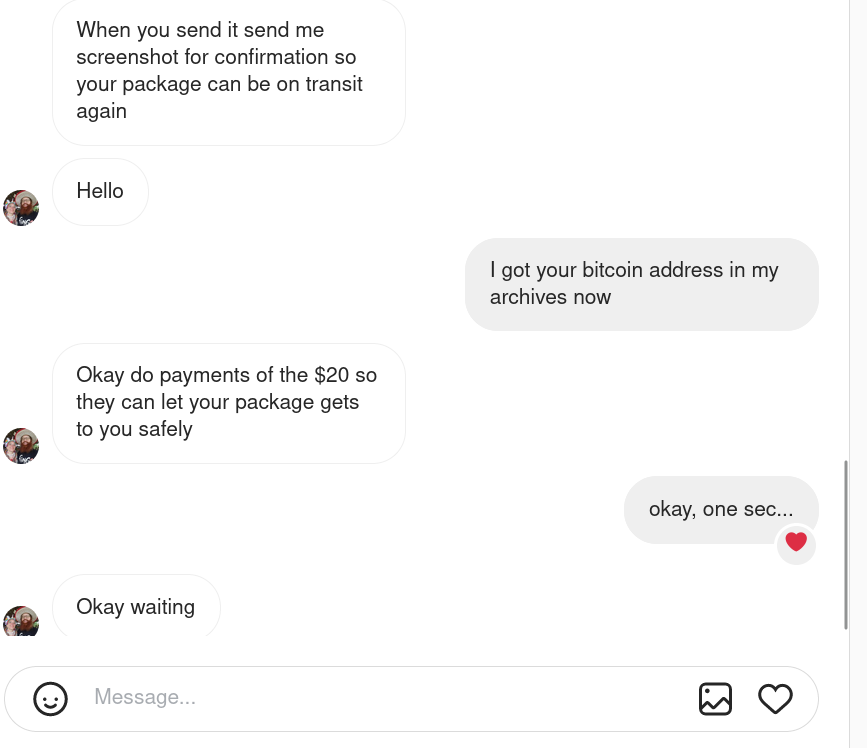 When you send it send me
screenshot for confirmation so
your package can be on transit
again
Hello
I got your bitcoin address in my
archives now
Okay do payments of the $20 so
they can let your package gets
to you safely
okay, one sec...
Okay waiting
Message...